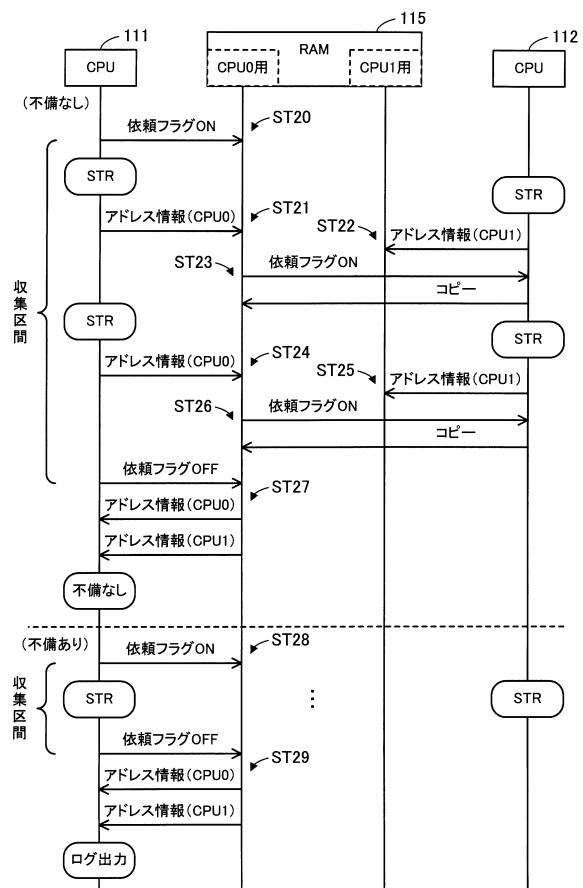 111
115
112
CPU
RAM
CPU0用
CPU1用
CPU
(不備なし)
依頼フラグON
ST20
STR
STR
アドレス情報(CPU0)
ST21
ST22
アドレス情報(CPU1)
ST23
依頼フラグON
コピー
収集区間
STR
STR
アドレス情報(CPU0)
ST24
ST25
アドレス情報(CPU1)
ST26
依頼フラグON
コピー
依頼フラグOFF
ST27
アドレス情報(CPU0)
アドレス情報(CPU1)
不備なし
(不備あり)
依頼フラグON
ST28
収集区間
STR
⋮
STR
依頼フラグOFF
ST29
アドレス情報(CPU0)
アドレス情報(CPU1)
ログ出力